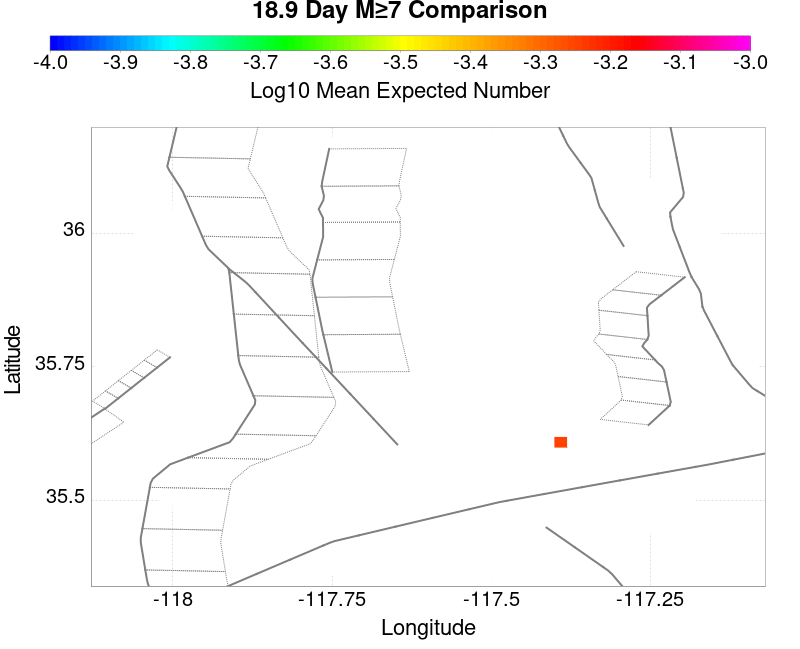 18.9 Day M≥7 Comparison
-4.0 -3.9 -3.8 -3.7 -3.6 -3.5 -3.4 -3.3 -3.2 -3.1 -3.0
Log10 Mean Expected Number
36
35.75
35.5
Latitude
-118 -117.75 -117.5 -117.25
Longitude